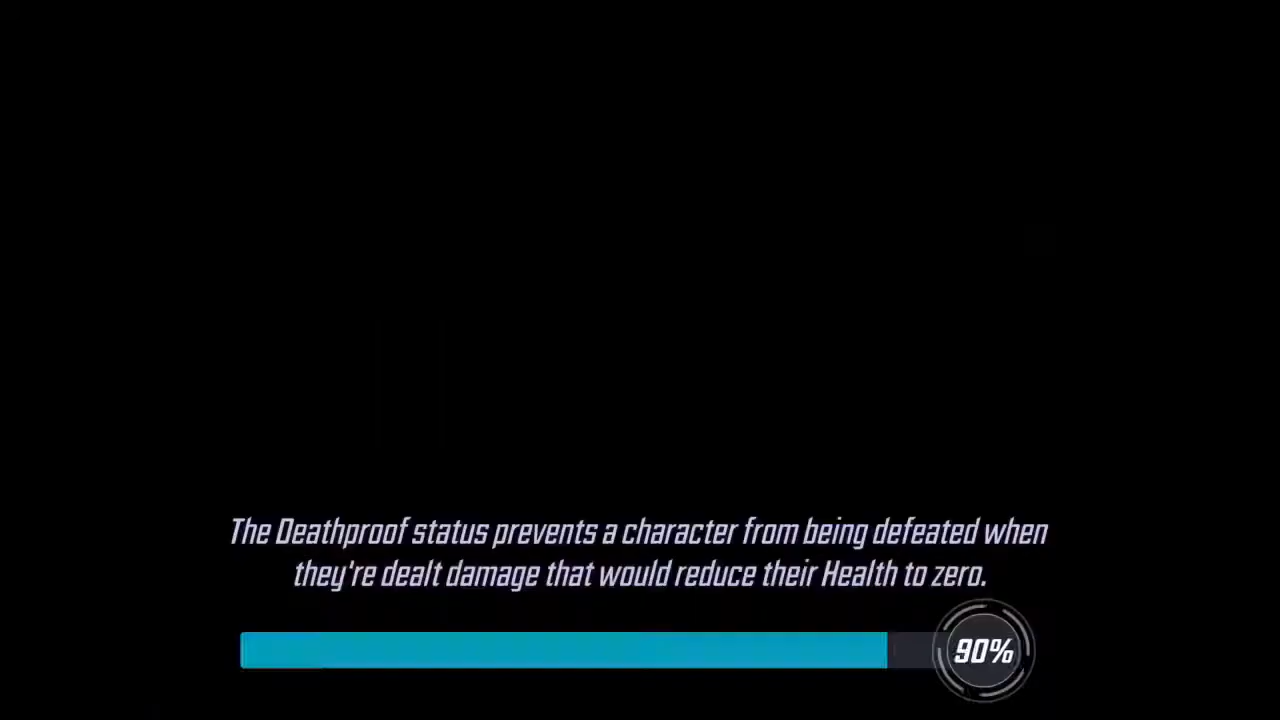 The Deathproof status prevents a character from being defeated when
they're dealt damage that would reduce their Health to zero.
90%